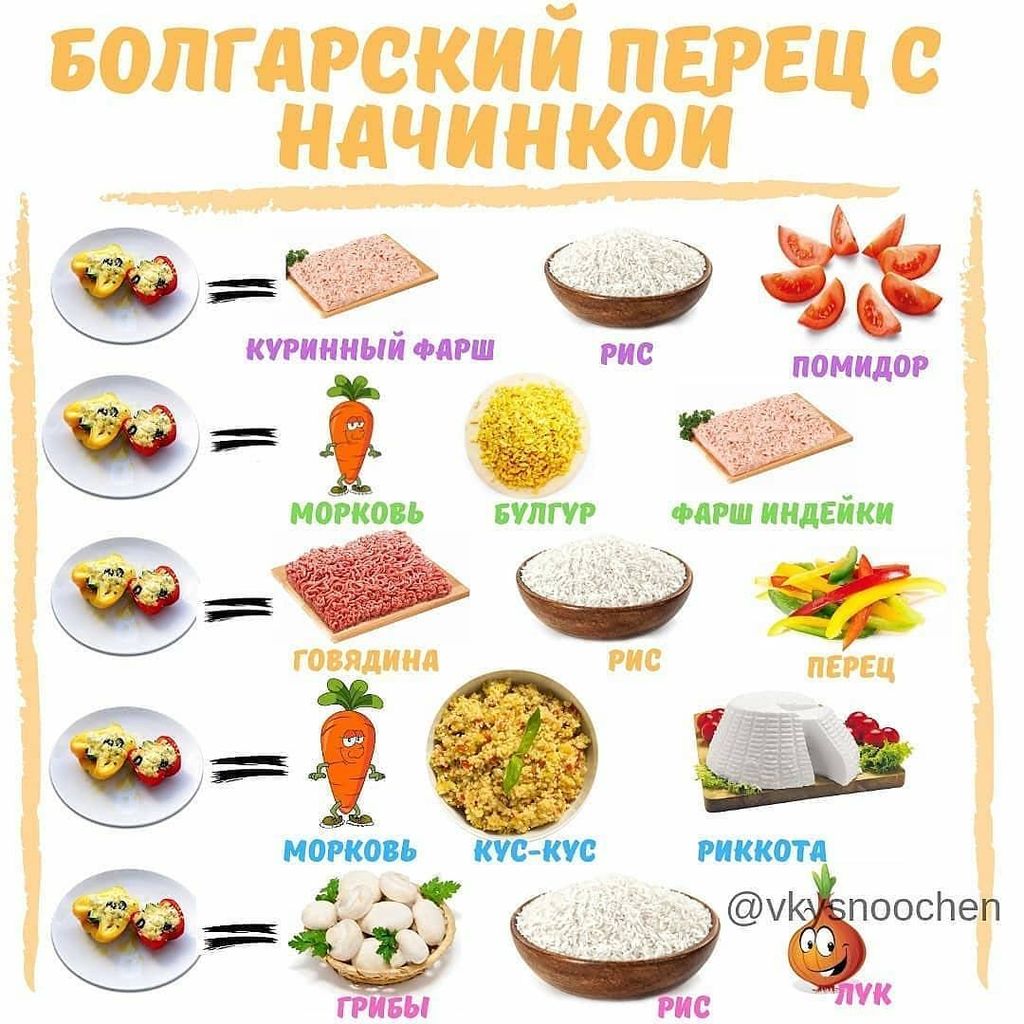 БОЛГАРСКИЙ ПЕРЕЦ С
НАЧИНКОЙ
КУРИННЫЙ ФАРШ РИС ПОМИДОР
МОРКОВЬ БУЛГУР ФАРШ ИНДЕЙКИ
ГОВЯДИНА РИС ПЕРЕЦ
МОРКОВЬ КУС-КУС РИККОТА
@vkysnoochen
ГРИБЫ РИС ЛУК